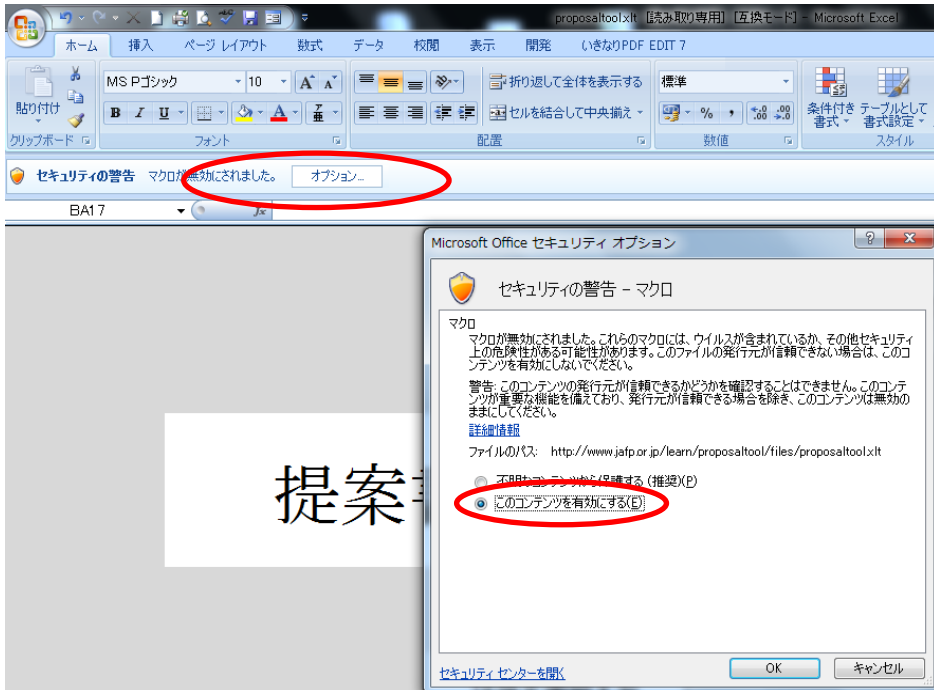 proposaltool.xlt [読み取り専用] [互換モード] - Microsoft Excel
ホーム 挿入 ページ レイアウト 数式 データ 校閲 表示 開発 いきなりPDF EDIT 7
MS Pゴシック 10 A A 折り返して全体を表示する 標準
貼り付け B I U A 亜 セルを結合して中央揃え % , .0 .00 .00 .0 条件付き書式 テーブルとして書式設定
クリップボード フォント 配置 数値 スタイル
セキュリティの警告 マクロが無効にされました。 オプション...
BA17 fx
Microsoft Office セキュリティ オプション ?
セキュリティの警告 - マクロ
マクロ
マクロが無効にされました。これらのマクロには、ウイルスが含まれているか、その他セキュリティ
上の危険性がある可能性があります。このファイルの発行元が信頼できない場合は、このコ
ンテンツを有効にしないでください。
警告: このコンテンツの発行元が信頼できるかどうかを確認することはできません。このコンテ
ンツが重要な機能を備えており、発行元が信頼できる場合を除き、このコンテンツは無効の
ままにしてください。
詳細情報
ファイルのパス: http://www.jafp.or.jp/learn/proposaltool/files/proposaltool.xlt
不明なコンテンツから保護する (推奨)(P)
このコンテンツを有効にする(E)
提案
セキュリティ センターを開く OK キャンセル